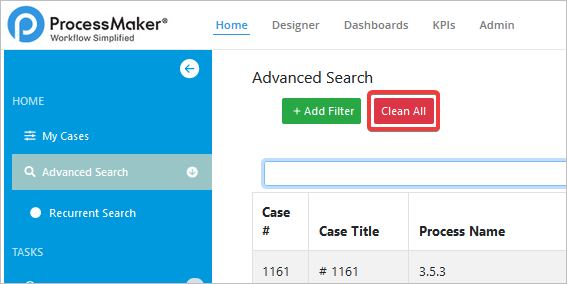 ProcessMaker®
Workflow Simplified
Home Designer Dashboards KPIs Admin
HOME
My Cases
Advanced Search
Recurrent Search
TASKS
Advanced Search
+ Add Filter Clean All
Case # Case Title Process Name
1161 # 1161 3.5.3